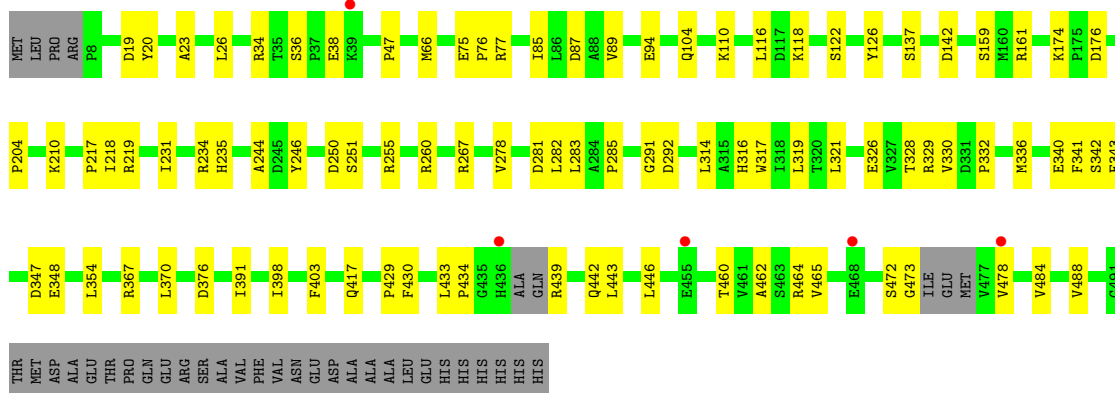 MET LEU PRO ARG P8 D19 Y20 A23 L26 R34 T35 S36 P37 E38 K39 P47 M66 E75 P76 R77 I85 L86 D87 A88 V89 E94 Q104 K110 L116 D117 K118 S122 Y126 S137 D142 S159 M160 R161 K174 P175 D176
P204 K210 P217 I218 R219 I231 R234 H235 A244 D245 Y246 D250 S251 R255 R260 R267 V278 D281 L282 L283 A284 P285 G291 D292 L314 A315 H316 W317 I318 L319 T320 L321 E326 V327 T328 R329 V330 D331 P332 M336 E340 F341 S342
D347 E348 L354 R367 L370 D376 I391 I398 F403 Q417 P429 F430 L433 P434 G435 H436 ALA GLN R439 Q442 L443 L446 E455 T460 V461 A462 S463 R464 V465 E468 S472 G473 ILE GLU MET V477 V478 V484 V488
THR MET ASP ALA GLU THR PRO GLN GLU ARG SER ALA VAL PHE VAL ASN GLU ASP ALA ALA ALA LEU GLU HIS HIS HIS HIS HIS HIS